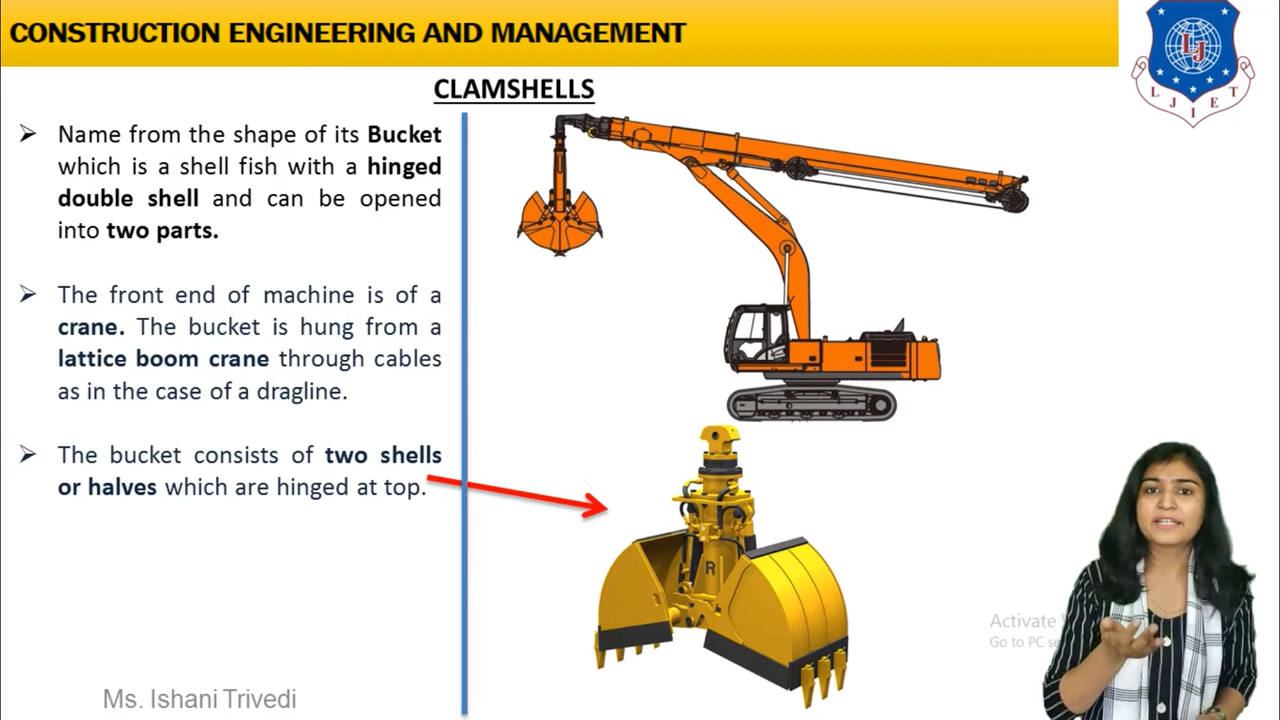 CONSTRUCTION ENGINEERING AND MANAGEMENT
L J I E T
LJ
CLAMSHELLS
➢ Name from the shape of its Bucket
which is a shell fish with a hinged
double shell and can be opened
into two parts.
➢ The front end of machine is of a
crane. The bucket is hung from a
lattice boom crane through cables
as in the case of a dragline.
➢ The bucket consists of two shells
or halves which are hinged at top.
R
Activate
Go to PC se
Ms. Ishani Trivedi